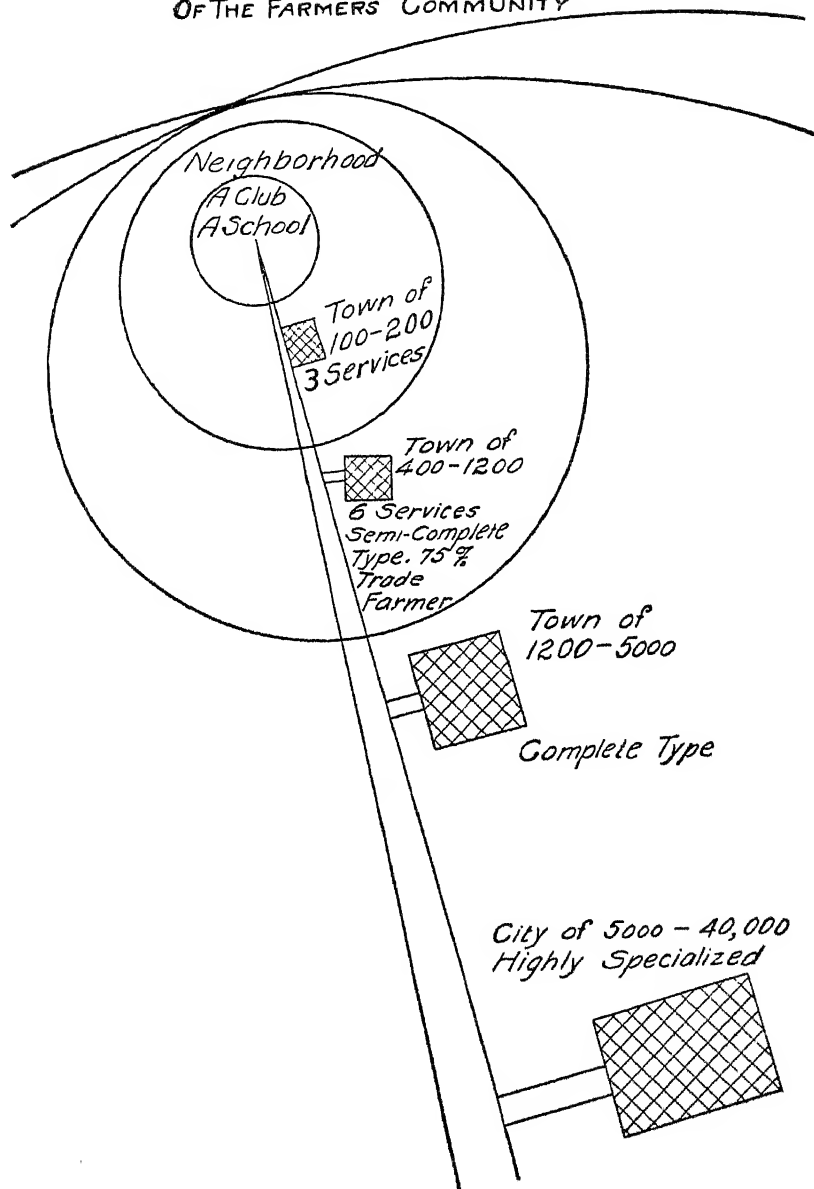 OF THE FARMERS COMMUNITY
Neighborhood
A Club
A School
Town of
100-200
3 Services
Town of
400-1200
6 Services
Semi-Complete
Type. 75%
Trade
Farmer
Town of
1200-5000
Complete Type
City of 5000 - 40,000
Highly Specialized